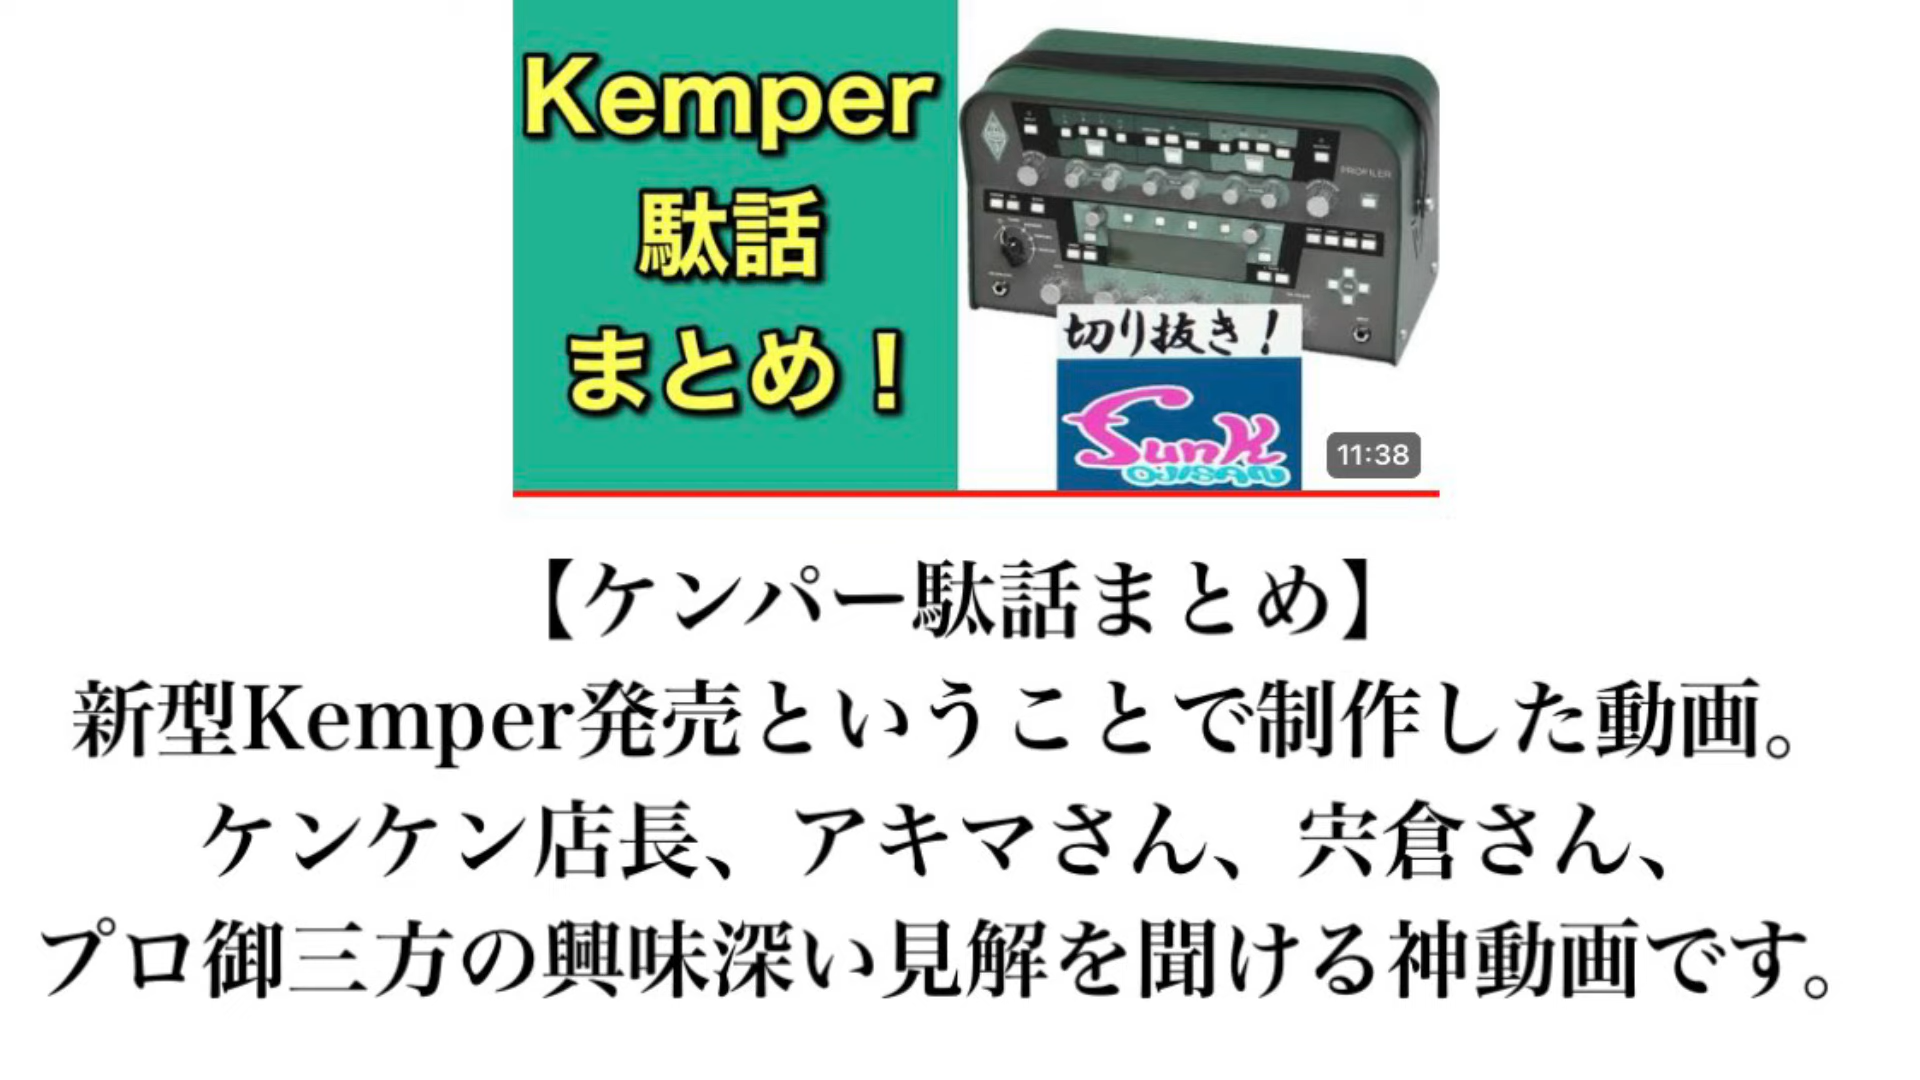 Kemper
駄話
まとめ！
PROFILER
切り抜き！
SunK
OJISAN
11:38
【ケンパー駄話まとめ】
新型Kemper発売ということで制作した動画。
ケンケン店長、アキマさん、宍倉さん、
プロ御三方の興味深い見解を聞ける神動画です。